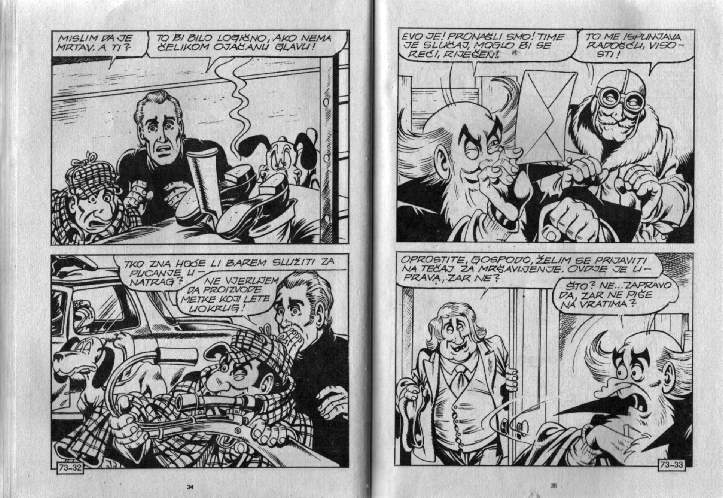 MISLIM DA JE
MRTAV. A TI?
TO BI BILO LOGIČNO, AKO NEMA
ČELIKOM OJAČANU GLAVU!
TKO ZNA HOĆE LI BAREM SLUŽITI ZA
PUCANJE U-
NATRAG?
NE VJERUJEM
DA PROIZVODE
METKE KOJI LETE
UOKRUG!
73-32
34
EVO JE! PRONAŠLI SMO! TIME
JE SLUČAJ, MOGLO BI SE
REĆI, RIJEŠEN!
TO ME ISPUNJAVA
RADOŠĆU, VISO-
STI!
OPROSTITE, GOSPODO, ŽELIM SE PRIJAVITI
NA TEČAJ ZA MRŠAVLJENJE. OVDJE JE U-
PRAVA, ZAR NE?
ŠTO? NE...ZAPRAVO
DA, ZAR NE PIŠE
NA VRATIMA?
73-33
35